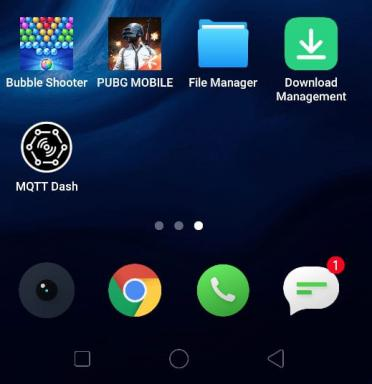 Bubble Shooter
PUBG MOBILE
File Manager
Download
Management
MQTT Dash
1